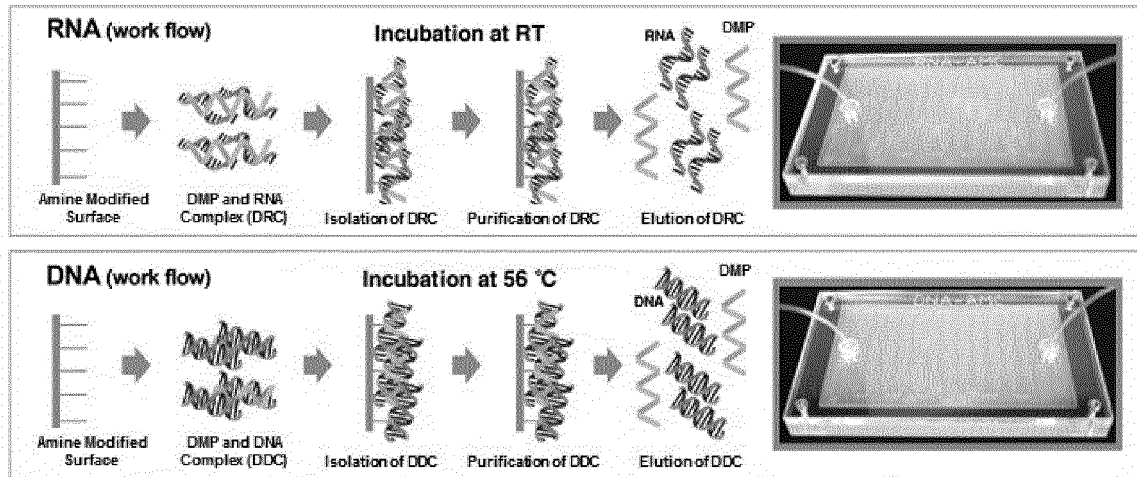 RNA (work flow)
Incubation at RT
RNA
DMP
Amine Modified
Surface
DMP and RNA
Complex (DRC)
Isolation of DRC
Purification of DRC
Elution of DRC
DNA (work flow)
Incubation at 56 °C
DNA
DMP
Amine Modified
Surface
DMP and DNA
Complex (DDC)
Isolation of DDC
Purification of DDC
Elution of DDC